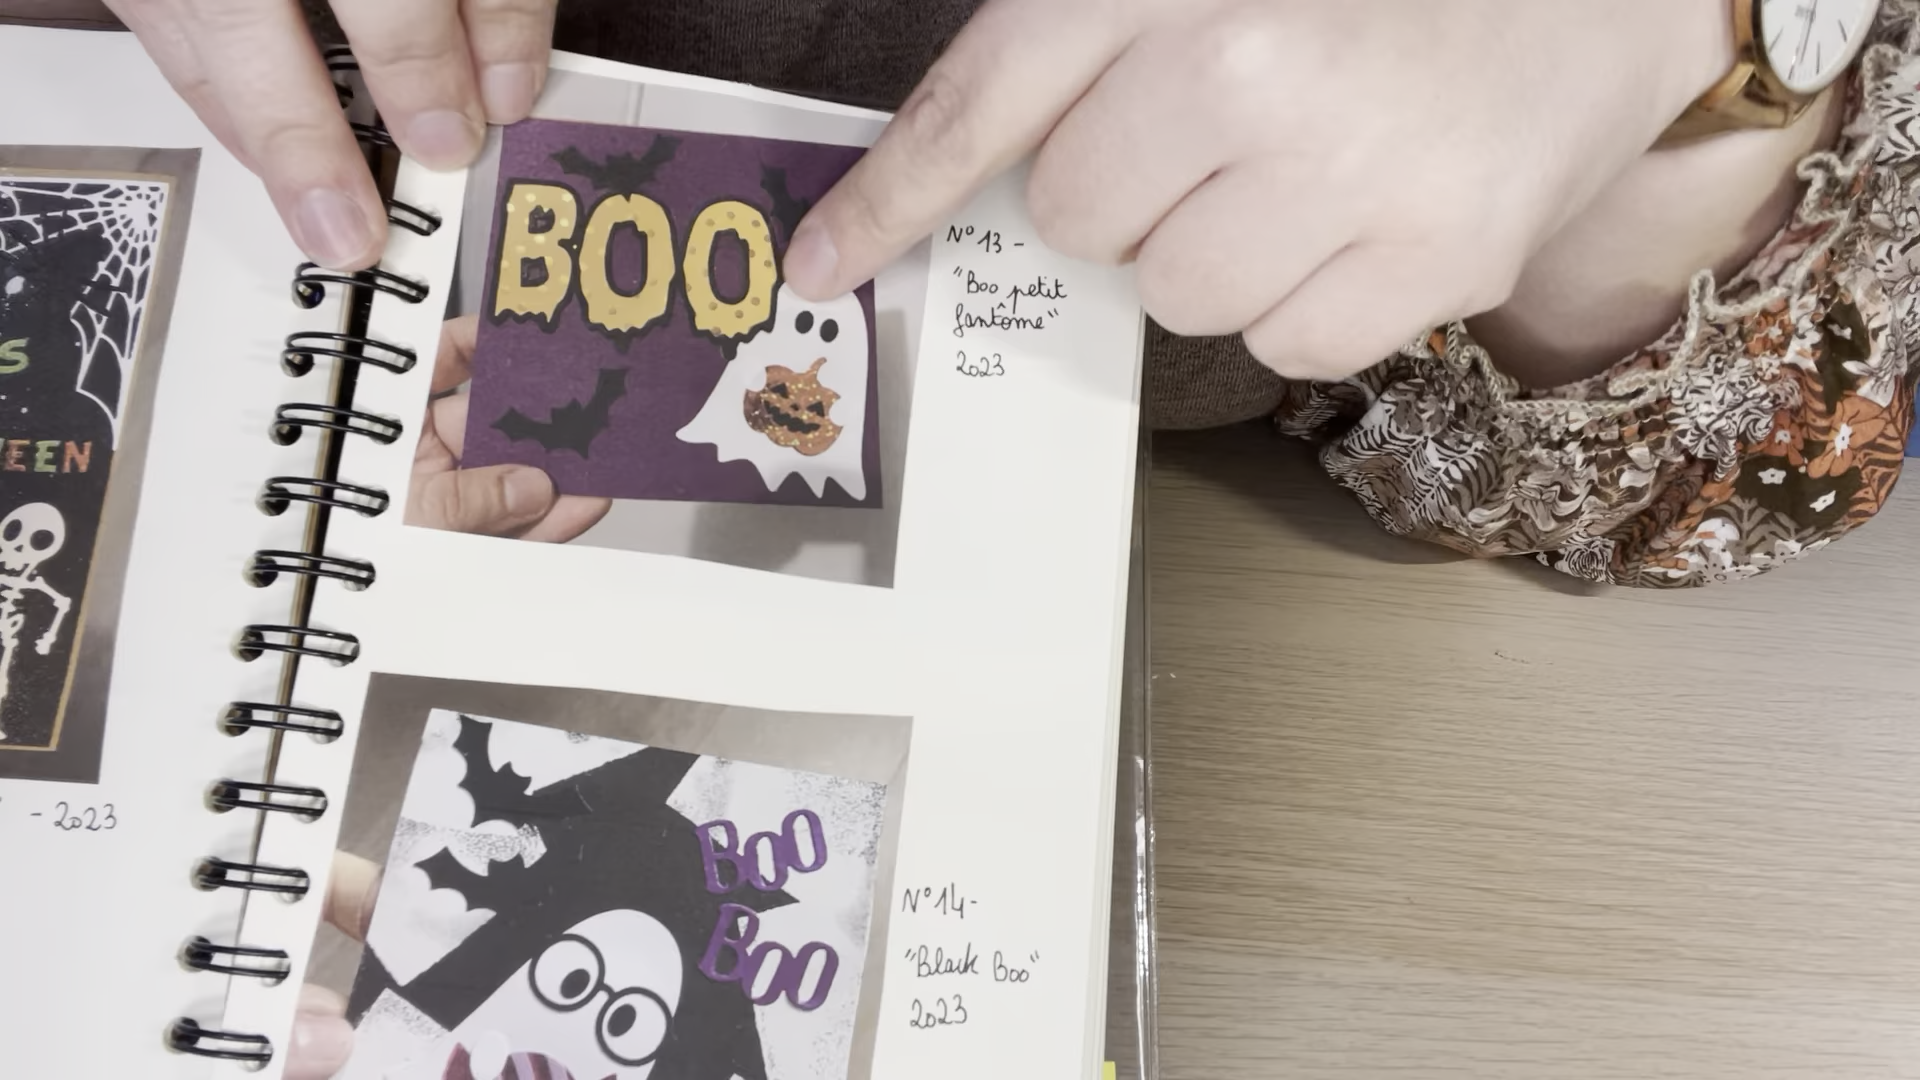 S
EEN
- 2023
BOO
N° 13 -
"Boo petit
fantôme"
2023
BOO
BOO
N°14-
"Black Boo"
2023